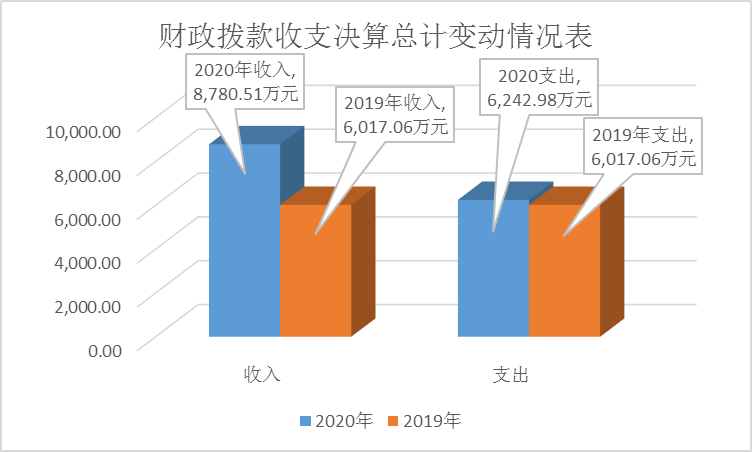 财政拨款收支决算总计变动情况表
2020年收入,
8,780.51万元
2019年收入,
6,017.06万元
2020支出,
6,242.98万元
2019年支出,
6,017.06万元
10,000.00
8,000.00
6,000.00
4,000.00
2,000.00
0.00
收入
支出
2020年
2019年